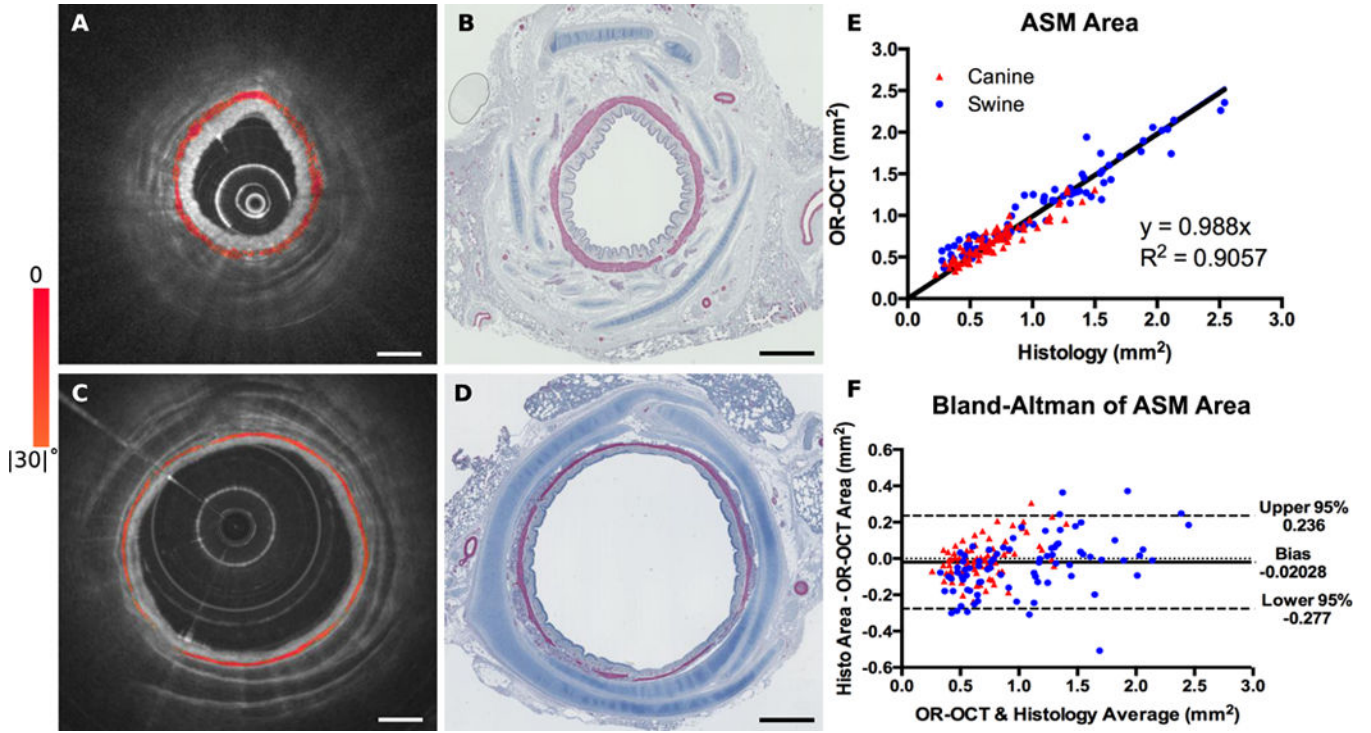 A
B
C
D
0
|30|°
E
ASM Area
3.0
2.5
2.0
1.5
1.0
0.5
0.0
OR-OCT (mm²)
Canine
Swine
y = 0.988x
R² = 0.9057
0.0 0.5 1.0 1.5 2.0 2.5 3.0
Histology (mm²)
F
Bland-Altman of ASM Area
0.6
0.4
0.2
0.0
-0.2
-0.4
-0.6
Histo Area - OR-OCT Area (mm²)
Upper 95%
0.236
Bias
-0.02028
Lower 95%
-0.277
0.0 0.5 1.0 1.5 2.0 2.5 3.0
OR-OCT & Histology Average (mm²)